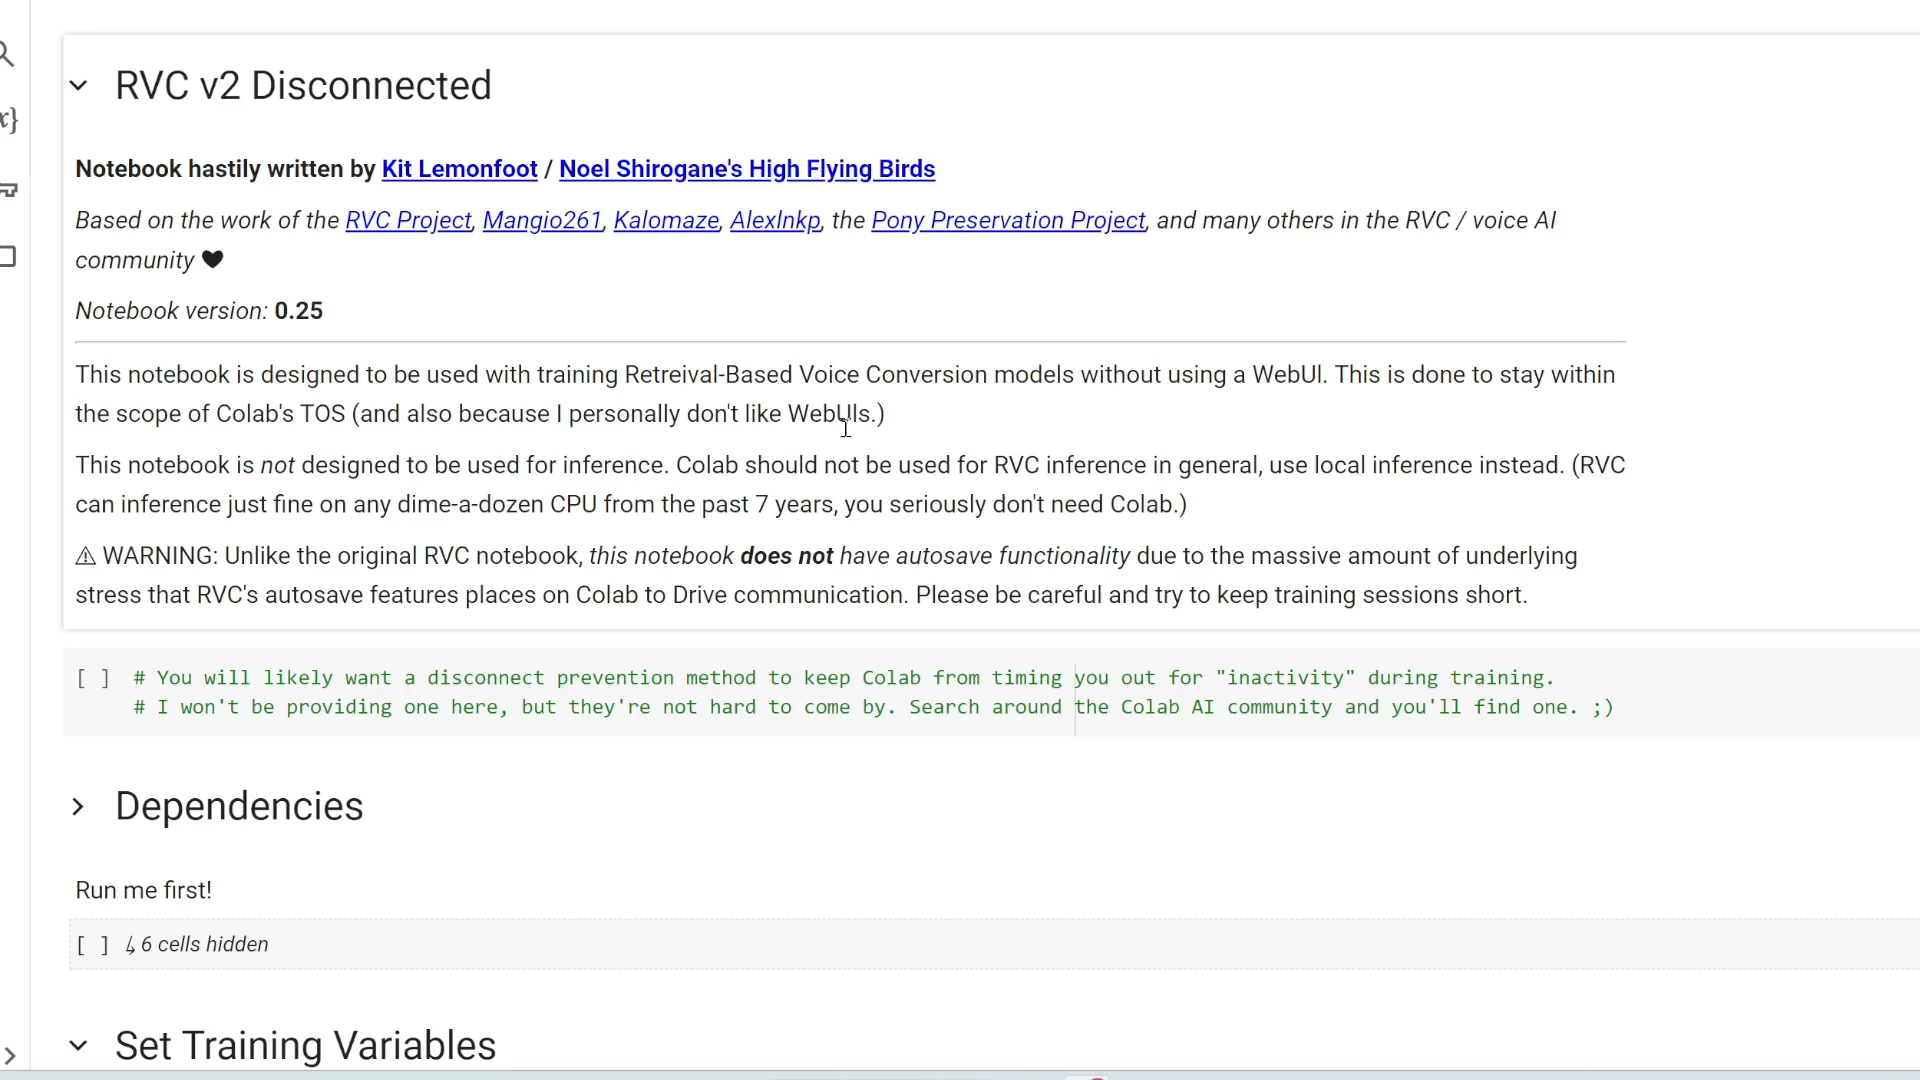 RVC v2 Disconnected
Notebook hastily written by Kit Lemonfoot / Noel Shirogane's High Flying Birds
Based on the work of the RVC Project, Mangio261, Kalomaze, Alexlnkp, the Pony Preservation Project, and many others in the RVC / voice AI
community ♥
Notebook version: 0.25
This notebook is designed to be used with training Retreival-Based Voice Conversion models without using a WebUI. This is done to stay within
the scope of Colab's TOS (and also because I personally don't like WebUIs.)
This notebook is not designed to be used for inference. Colab should not be used for RVC inference in general, use local inference instead. (RVC
can inference just fine on any dime-a-dozen CPU from the past 7 years, you seriously don't need Colab.)
⚠ WARNING: Unlike the original RVC notebook, this notebook does not have autosave functionality due to the massive amount of underlying
stress that RVC's autosave features places on Colab to Drive communication. Please be careful and try to keep training sessions short.
[ ] # You will likely want a disconnect prevention method to keep Colab from timing you out for "inactivity" during training.
# I won't be providing one here, but they're not hard to come by. Search around the Colab AI community and you'll find one. ;)
Dependencies
Run me first!
[ ] ↳ 6 cells hidden
Set Training Variables